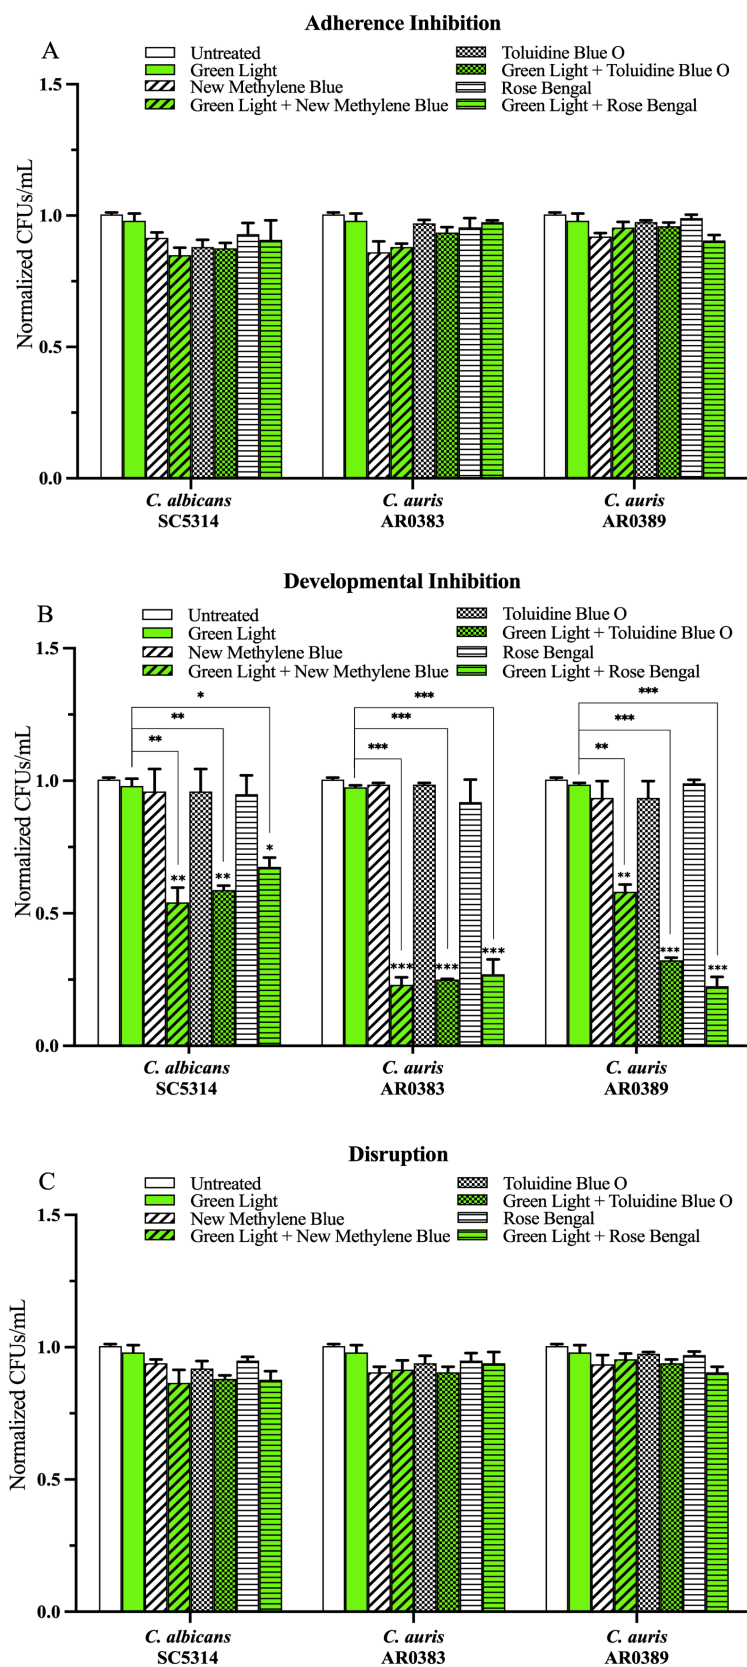 Adherence Inhibition
A
Untreated
Green Light
New Methylene Blue
Green Light + New Methylene Blue
Toluidine Blue O
Green Light + Toluidine Blue O
Rose Bengal
Green Light + Rose Bengal
Normalized CFUs/mL
1.5
1.0
0.5
0.0
C. albicans
SC5314
C. auris
AR0383
C. auris
AR0389
Developmental Inhibition
B
Untreated
Green Light
New Methylene Blue
Green Light + New Methylene Blue
Toluidine Blue O
Green Light + Toluidine Blue O
Rose Bengal
Green Light + Rose Bengal
Normalized CFUs/mL
1.5
1.0
0.5
0.0
*
**
**
**
**
*
***
***
***
***
***
***
***
***
**
**
***
***
C. albicans
SC5314
C. auris
AR0383
C. auris
AR0389
Disruption
C
Untreated
Green Light
New Methylene Blue
Green Light + New Methylene Blue
Toluidine Blue O
Green Light + Toluidine Blue O
Rose Bengal
Green Light + Rose Bengal
Normalized CFUs/mL
1.5
1.0
0.5
0.0
C. albicans
SC5314
C. auris
AR0383
C. auris
AR0389